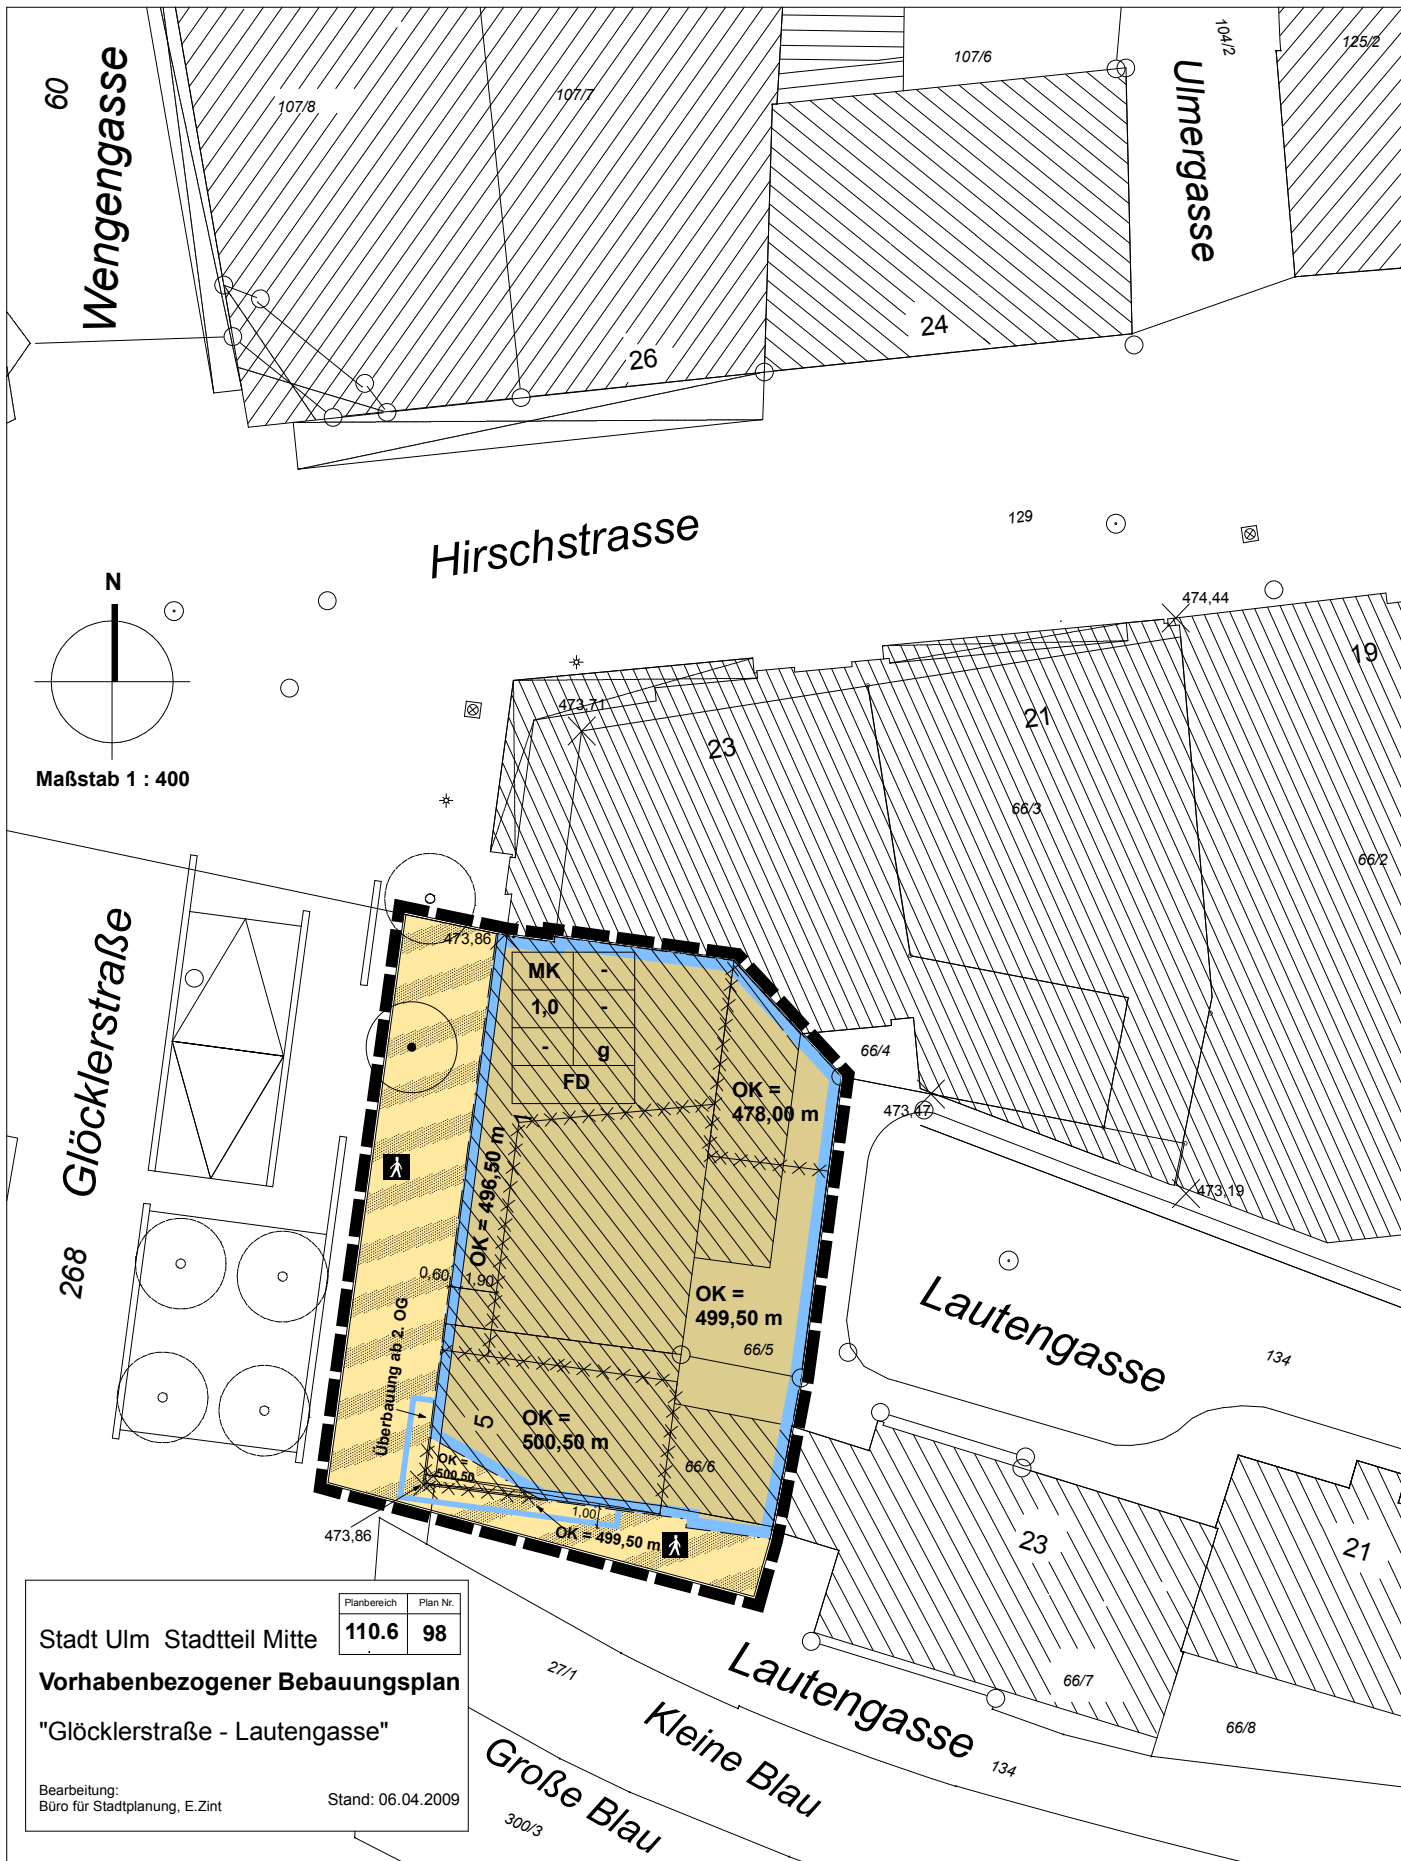 60
Wengengasse
107/8
107/7
107/6
104/2
Ulmergasse
125/2
26
24
Hirschstrasse
129
N
Maßstab 1 : 400
474,44
19
473,71
23
21
66/3
66/2
Glöcklerstraße
268
473,86
MK -
1,0 -
- g
FD
OK =
478,00 m
66/4
473,47
473,19
OK = 496,50 m
0,60
1,90
OK =
499,50 m
66/5
Lautengasse
134
Überbauung ab 2. OG
5
OK =
500,50 m
OK =
500,50
66/6
1,00
OK = 499,50 m
473,86
23
21
66/7
66/8
Lautengasse
134
27/1
Kleine Blau
Große Blau
300/3
Planbereich Plan Nr.
110.6 98
Stadt Ulm Stadtteil Mitte
Vorhabenbezogener Bebauungsplan
"Glöcklerstraße - Lautengasse"
Bearbeitung:
Büro für Stadtplanung, E.Zint
Stand: 06.04.2009